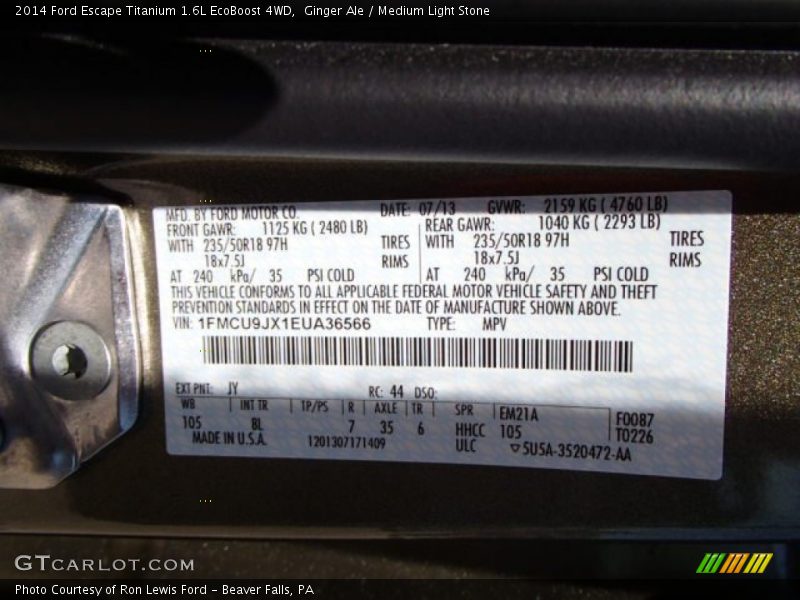 2014 Ford Escape Titanium 1.6L EcoBoost 4WD,  Ginger Ale / Medium Light Stone
MFD. BY FORD MOTOR CO. DATE: 07/13 GVWR: 2159 KG ( 4760 LB)
FRONT GAWR: 1125 KG ( 2480 LB) REAR GAWR: 1040 KG ( 2293 LB)
WITH 235/50R18 97H TIRES WITH 235/50R18 97H TIRES
18x7.5J RIMS 18x7.5J RIMS
AT 240 kPa/ 35 PSI COLD AT 240 kPa/ 35 PSI COLD
THIS VEHICLE CONFORMS TO ALL APPLICABLE FEDERAL MOTOR VEHICLE SAFETY AND THEFT
PREVENTION STANDARDS IN EFFECT ON THE DATE OF MANUFACTURE SHOWN ABOVE.
VIN: 1FMCU9JX1EUA36566 TYPE: MPV
EXT PNT: JY RC: 44 DSO:
WB INT TR TP/PS R AXLE TR SPR EM21A F0087
105 BL 7 35 6 HHCC 105 T0226
MADE IN U.S.A. 1201307171409 ULC ▽5U5A-3520472-AA
GTCARLOT.COM
Photo Courtesy of Ron Lewis Ford – Beaver Falls, PA